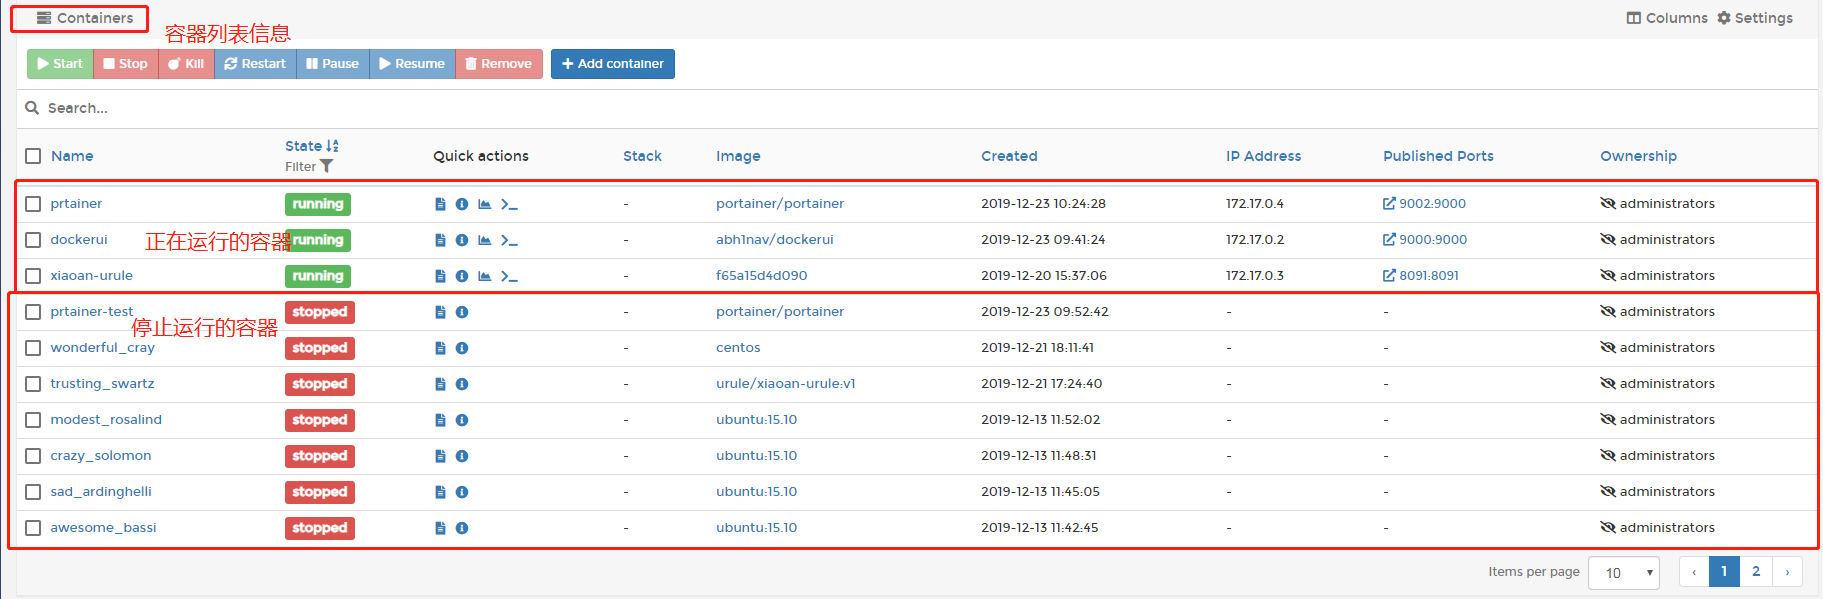 Containers
容器列表信息
Columns Settings
Start Stop Kill Restart Pause Resume Remove Add container
Search...
Name State Filter Quick actions Stack Image Created IP Address Published Ports Ownership
prtainer running - portainer/portainer 2019-12-23 10:24:28 172.17.0.4 9002:9000 administrators
dockerui running - abh1nav/dockerui 2019-12-23 09:41:24 172.17.0.2 9000:9000 administrators
正在运行的容器
xiaoan-urule running - f65a15d4d090 2019-12-20 15:37:06 172.17.0.3 8091:8091 administrators
prtainer-test stopped - portainer/portainer 2019-12-23 09:52:42 - - administrators
停止运行的容器
wonderful_cray stopped - centos 2019-12-21 18:11:41 - - administrators
trusting_swartz stopped - urule/xiaoan-urule:v1 2019-12-21 17:24:40 - - administrators
modest_rosalind stopped - ubuntu:15.10 2019-12-13 11:52:02 - - administrators
crazy_solomon stopped - ubuntu:15.10 2019-12-13 11:48:31 - - administrators
sad_ardinghelli stopped - ubuntu:15.10 2019-12-13 11:45:05 - - administrators
awesome_bassi stopped - ubuntu:15.10 2019-12-13 11:42:45 - - administrators
Items per page 10 ‹ 1 2 ›